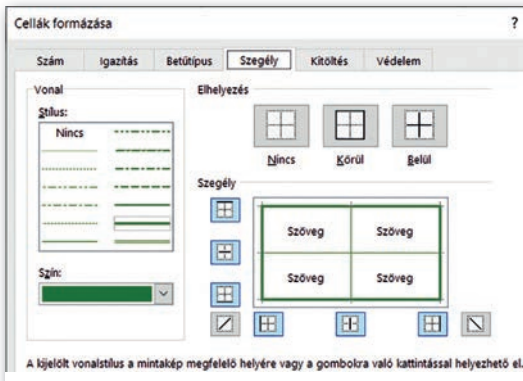 Cellák formázása ?
Szám Igazítás Betűtípus Szegély Kitöltés Védelem
Vonal
Stílus:
Nincs
Szín:
Elhelyezés
Nincs Körül Belül
Szegély
Szöveg Szöveg
Szöveg Szöveg
A kijelölt vonalstílus a mintakép megfelelő helyére vagy a gombokra való kattintással helyezhető el.